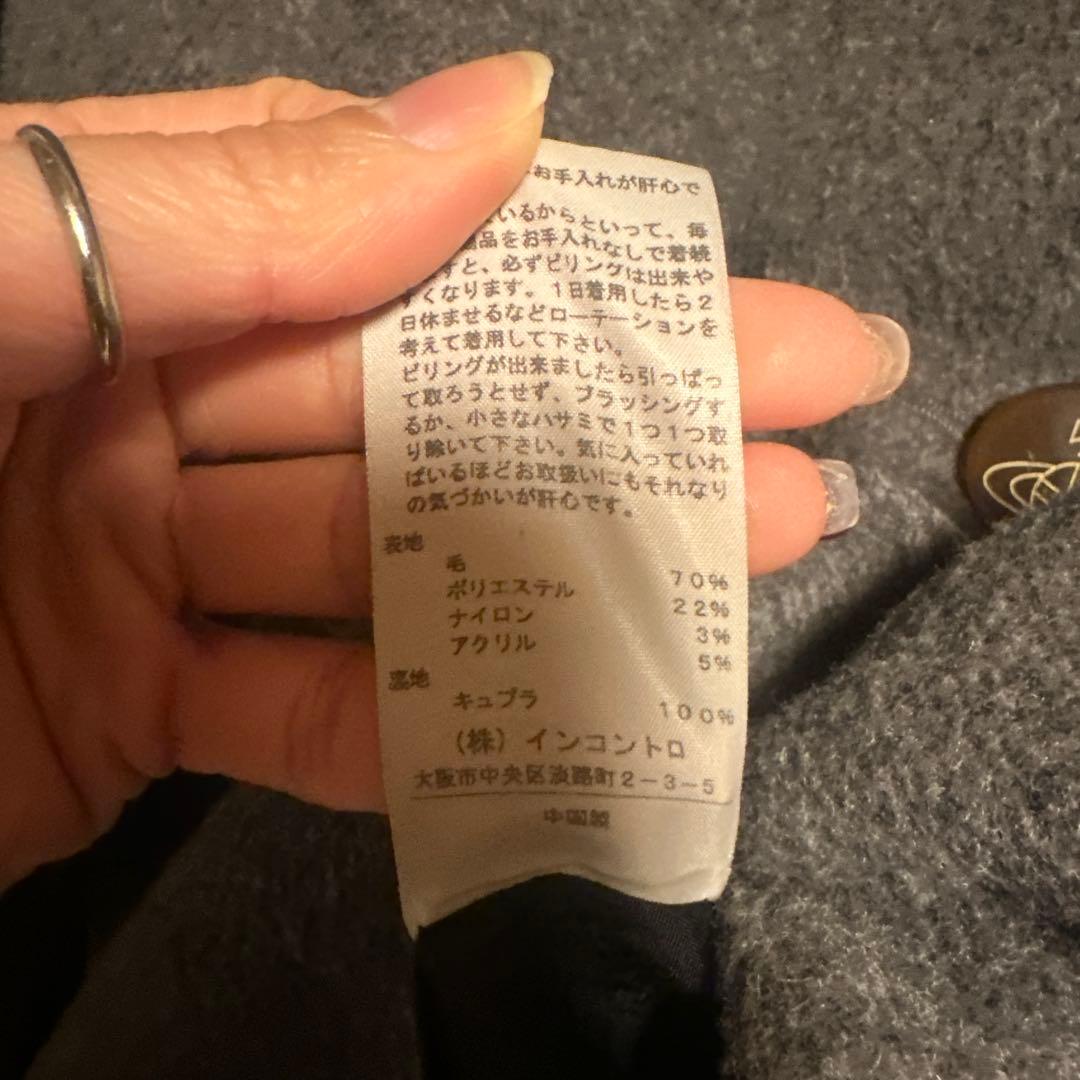 お手入れが肝心で
いるからといって、毎
品をお手入れなしで着続
すと、必ずピリングは出来や
すくなります。1日着用したら2
日休ませるなどローテーションを
考えて着用して下さい。
ピリングが出来ましたら引っぱっ
て取ろうとせず、ブラッシングす
るか、小さなハサミで1つ1つ取
り除いて下さい。気に入っていれ
ばいるほどお取扱いにもそれなり
の気づかいが肝心です。
表地
毛 70%
ポリエステル 22%
ナイロン 3%
アクリル 5%
裏地
キュプラ 100%
(株)インコントロ
大阪市中央区淡路町2-3-5
中国製